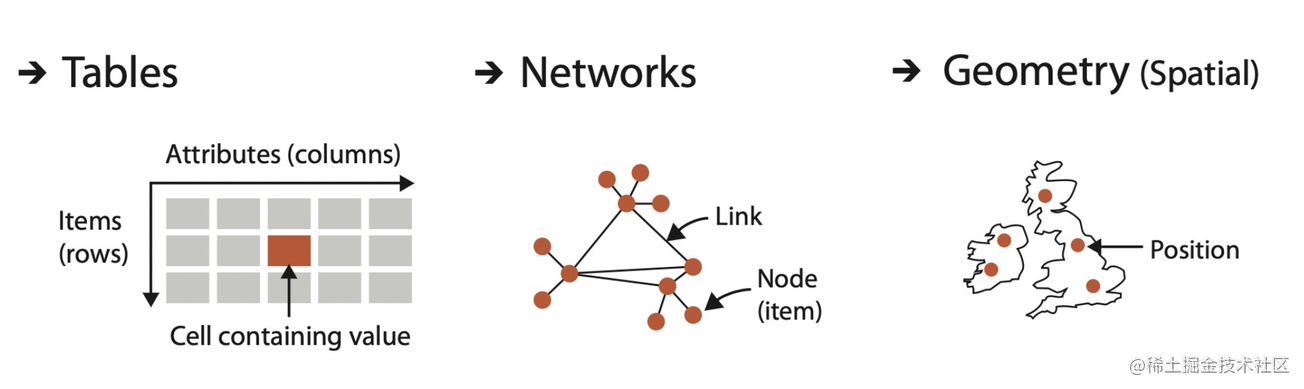 ➔ Tables
Attributes (columns)
Items
(rows)
Cell containing value
➔ Networks
Link
Node
(item)
➔ Geometry (Spatial)
Position
@稀土掘金技术社区